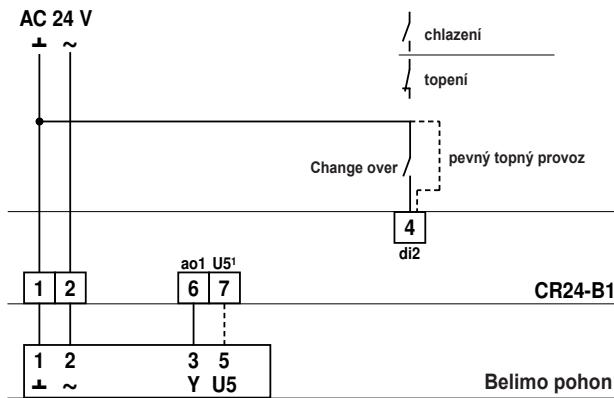 AC 24 V
⊥ ~
chlazení
topení
Change over
pevný topný provoz
4
di2
ao1 U5¹
1 2 6 7
CR24-B1
1 2 3 5
⊥ ~ Y U5
Belimo pohon